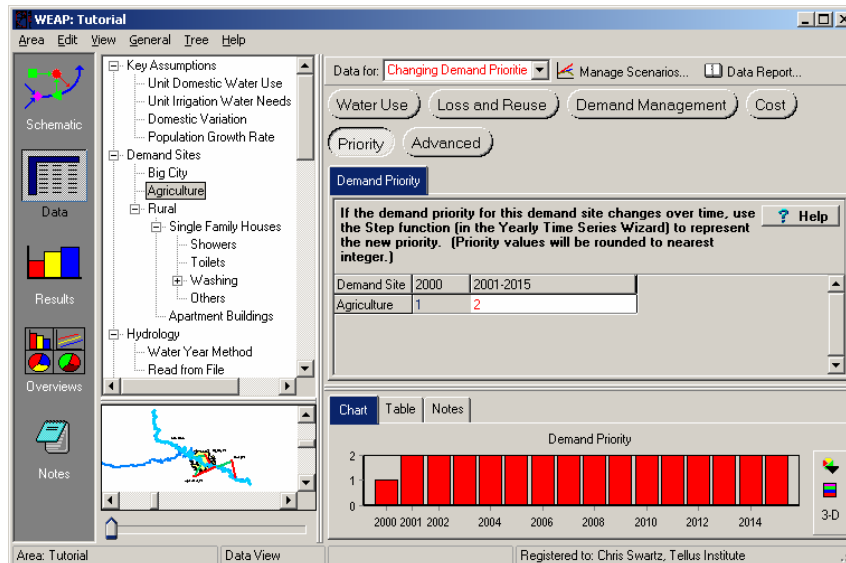 WEAP: Tutorial
Area Edit View General Tree Help
Schematic
Data
Results
Overviews
Notes
Key Assumptions
Unit Domestic Water Use
Unit Irrigation Water Needs
Domestic Variation
Population Growth Rate
Demand Sites
Big City
Agriculture
Rural
Single Family Houses
Showers
Toilets
Washing
Others
Apartment Buildings
Hydrology
Water Year Method
Read from File
Data for: Changing Demand Prioritie Manage Scenarios... Data Report...
Water Use Loss and Reuse Demand Management Cost
Priority Advanced
Demand Priority
If the demand priority for this demand site changes over time, use
the Step function (in the Yearly Time Series Wizard) to represent
the new priority. (Priority values will be rounded to nearest
integer.)
? Help
Demand Site 2000 2001-2015
Agriculture 1 2
Chart Table Notes
Demand Priority
2
1
0
2000 2001 2002 2004 2006 2008 2010 2012 2014
3-D
Area: Tutorial Data View Registered to: Chris Swartz, Tellus Institute